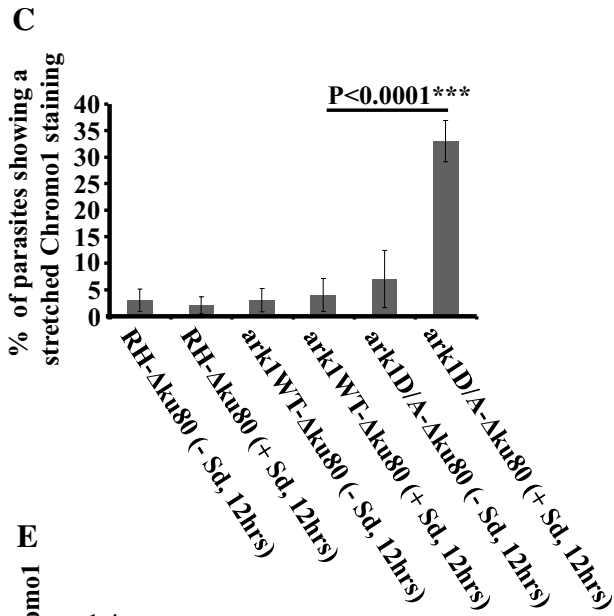 C
% of parasites showing a
stretched Chromo1 staining
P<0.0001***
40
35
30
25
20
15
10
5
0
RH-Δku80 (- Sd, 12hrs)
RH-Δku80 (+ Sd, 12hrs)
ark1WT-Δku80 (- Sd, 12hrs)
ark1WT-Δku80 (+ Sd, 12hrs)
ark1D/A-Δku80 (- Sd, 12hrs)
ark1D/A-Δku80 (+ Sd, 12hrs)
E